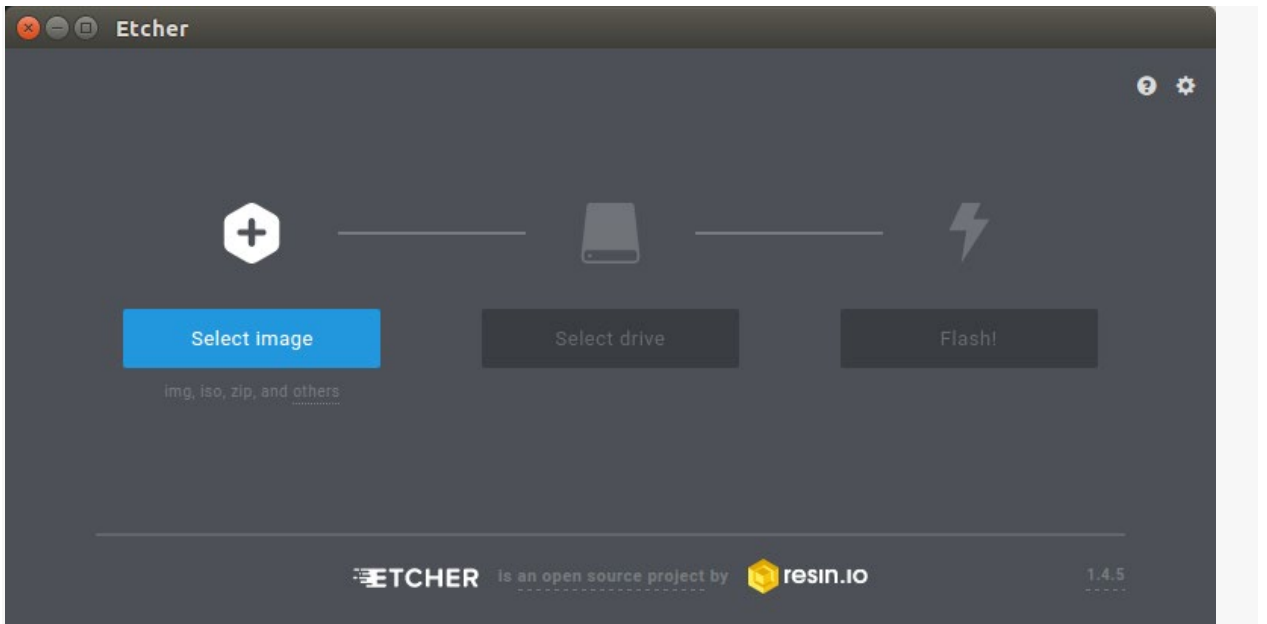 Etcher
Select image
Select drive
Flash!
img, iso, zip, and others
ETCHER is an open source project by resin.io 1.4.5